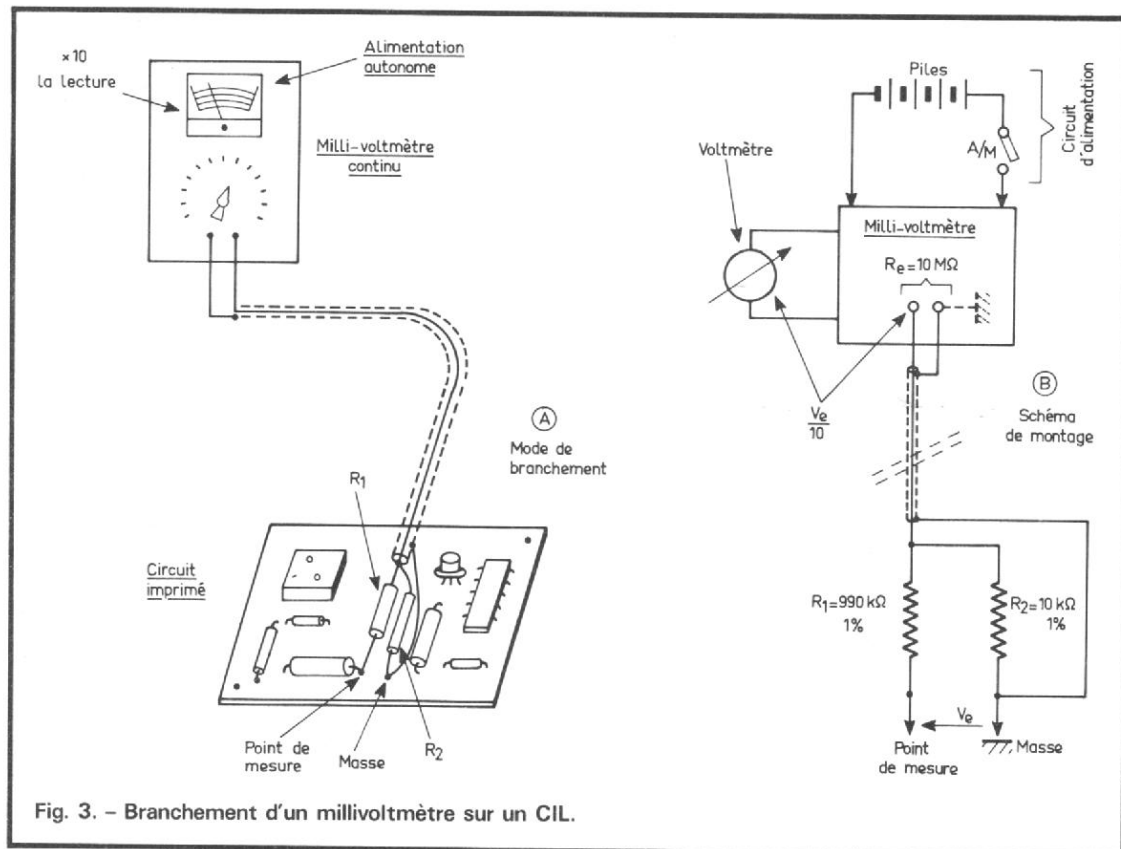 ×10
la lecture
Alimentation
autonome
Milli-voltmètre
continu
A
Mode de
branchement
R1
Circuit
imprimé
Point de
mesure
Masse
R2
Piles
A/M
Circuit
d'alimentation
Voltmètre
Milli-voltmètre
Re=10 MΩ
Ve
10
B
Schéma
de montage
R1=990 kΩ
1%
R2=10 kΩ
1%
Ve
Point
de mesure
Masse
Fig. 3. – Branchement d'un millivoltmètre sur un CIL.